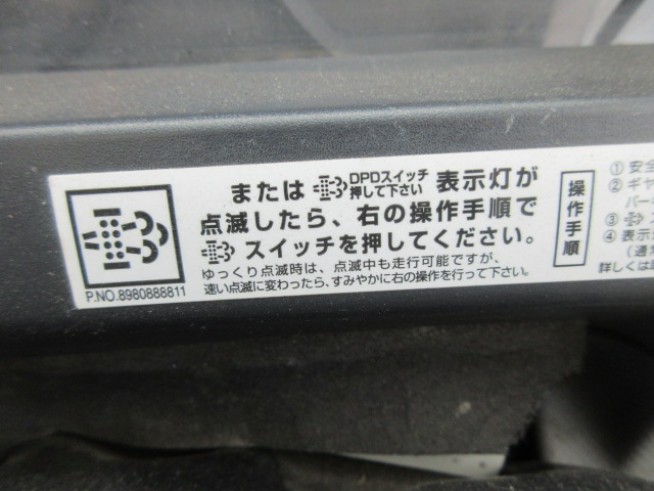 または DPDスイッチ 押して下さい 表示灯が
点滅したら、右の操作手順で
スイッチを押してください。
ゆっくり点滅時は、点滅中も走行可能ですが、
速い点滅に変わったら、すみやかに右の操作を行って下さい。
P.NO.8980888811
操作手順
① 安全
② ギヤ
パーキ
③
④ 表示
(通常
詳しくは